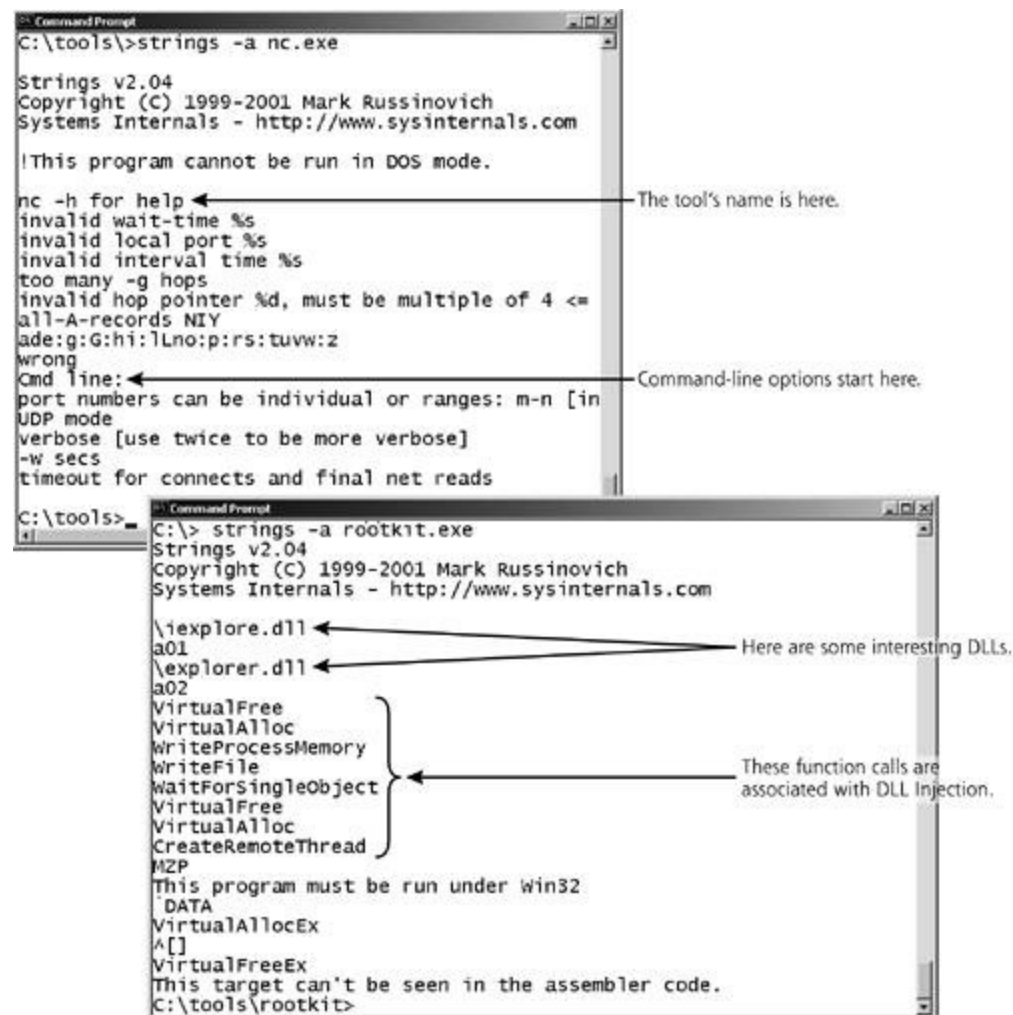 Command Prompt
C:\tools\>strings -a nc.exe
Strings v2.04
Copyright (C) 1999-2001 Mark Russinovich
Systems Internals - http://www.sysinternals.com
!This program cannot be run in DOS mode.
nc -h for help
The tool's name is here.
invalid wait-time %s
invalid local port %s
invalid interval time %s
too many -g hops
invalid hop pointer %d, must be multiple of 4 <=
all-A-records NIY
ade:g:G:hi:lLno:p:rs:tuvw:z
wrong
Cmd line:
Command-line options start here.
port numbers can be individual or ranges: m-n [in
UDP mode
verbose [use twice to be more verbose]
-w secs
timeout for connects and final net reads
C:\tools>_
Command Prompt
C:\> strings -a rootkit.exe
Strings v2.04
Copyright (C) 1999-2001 Mark Russinovich
Systems Internals - http://www.sysinternals.com
\iexplore.dll
a01
Here are some interesting DLLs.
\explorer.dll
a02
VirtualFree
VirtualAlloc
WriteProcessMemory
WriteFile
WaitForSingleObject
VirtualFree
VirtualAlloc
CreateRemoteThread
These function calls are
associated with DLL Injection.
MZP
This program must be run under Win32
`DATA
VirtualAllocEx
^[]
VirtualFreeEx
This target can't be seen in the assembler code.
C:\tools\rootkit>